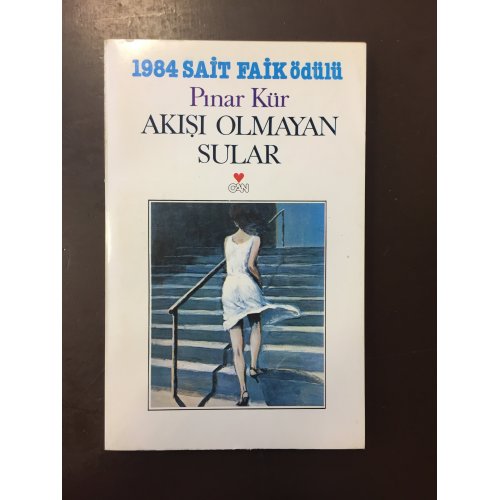 1984 SAİT FAİK ödülü
Pınar Kür
AKIŞI OLMAYAN
SULAR
CAN